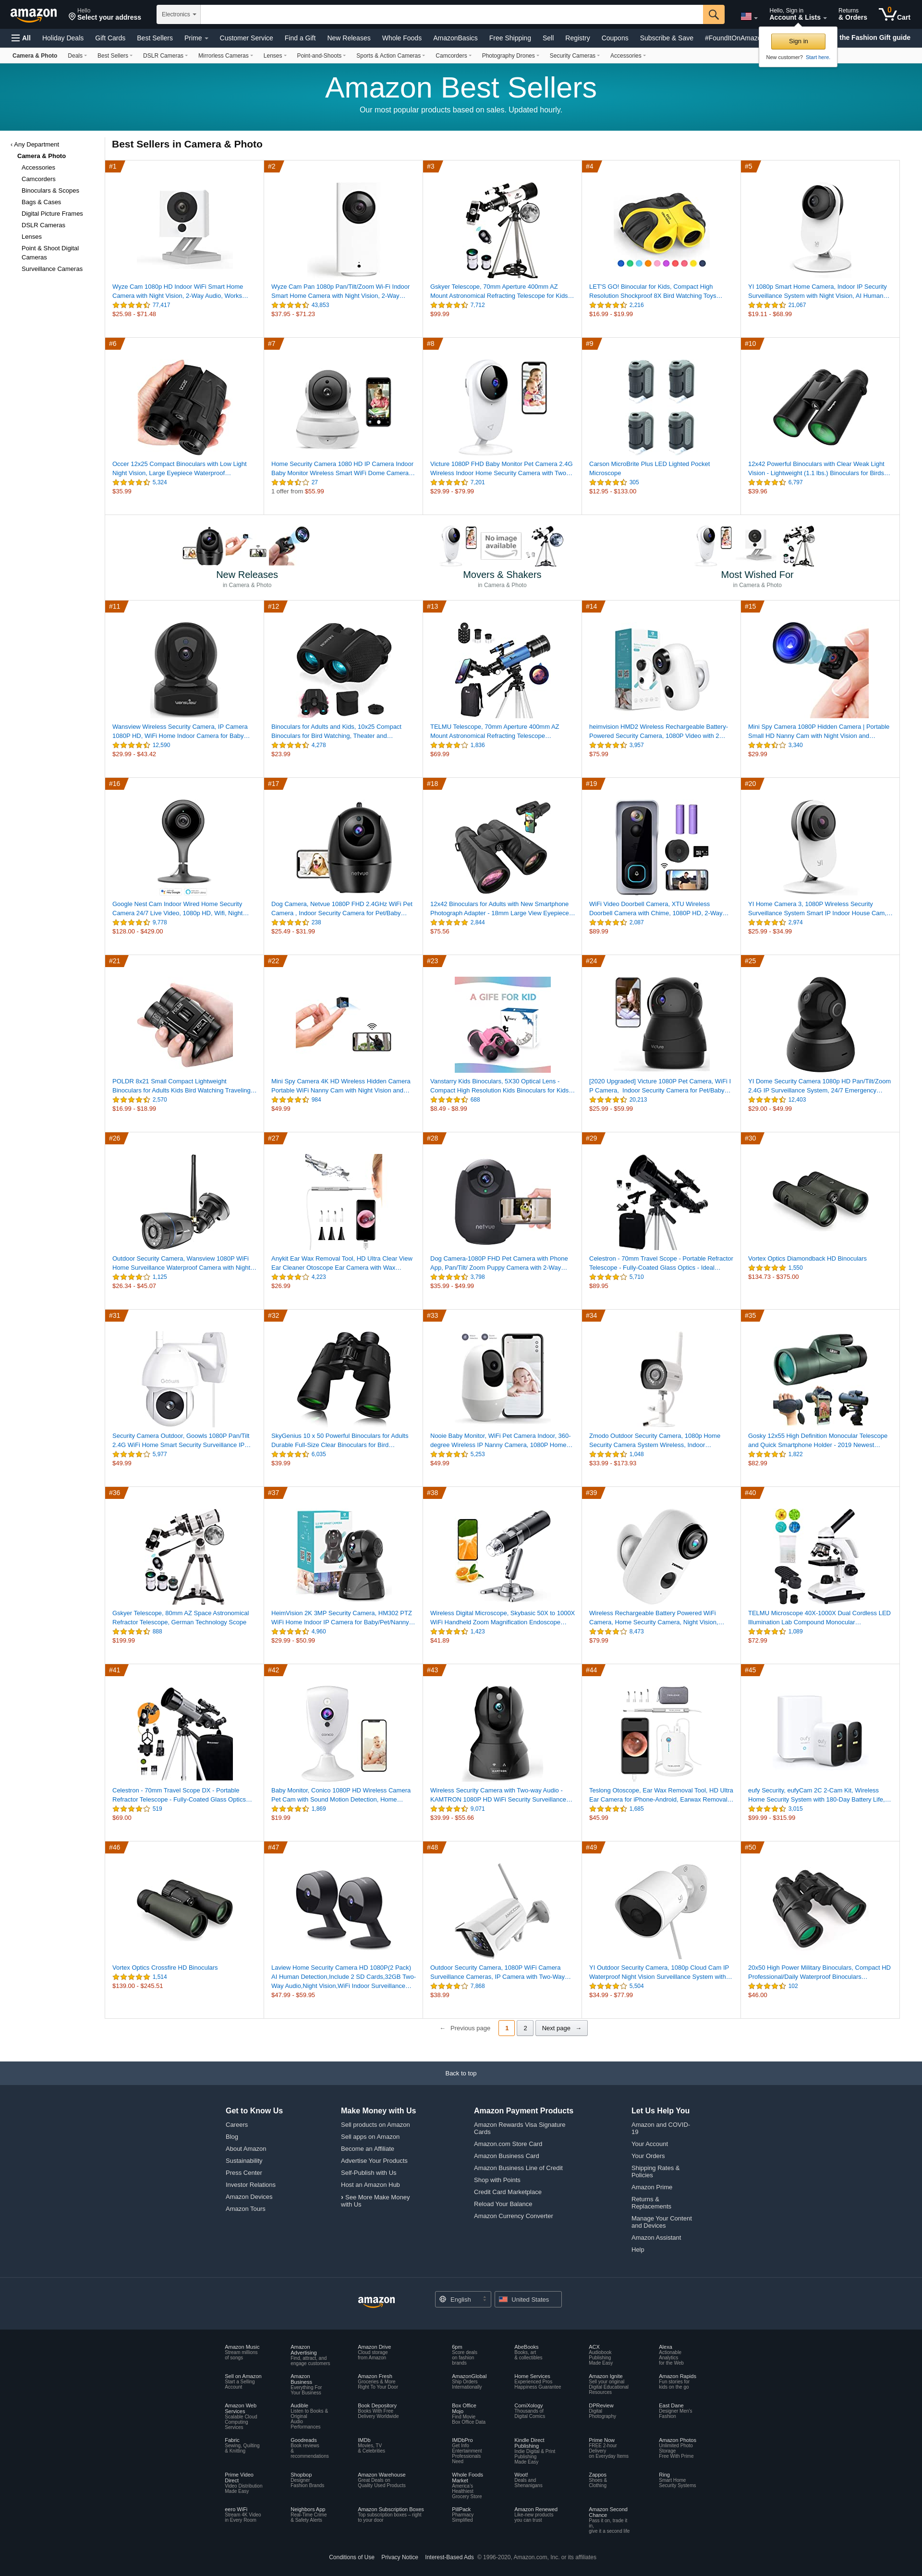 amazon
Hello
Select your address
Electronics
Hello, Sign in
Account & Lists
Returns
& Orders
0
Cart
All
Holiday Deals
Gift Cards
Best Sellers
Prime
Customer Service
Find a Gift
New Releases
Whole Foods
AmazonBasics
Free Shipping
Sell
Registry
Coupons
Subscribe & Save
the Fashion Gift guide
Sign in
New customer? Start here.
Camera & Photo
Deals
Best Sellers
DSLR Cameras
Mirrorless Cameras
Lenses
Point-and-Shoots
Sports & Action Cameras
Camcorders
Photography Drones
Security Cameras
Accessories
Amazon Best Sellers
Our most popular products based on sales. Updated hourly.
‹ Any Department
Camera & Photo
Accessories
Camcorders
Binoculars & Scopes
Bags & Cases
Digital Picture Frames
DSLR Cameras
Lenses
Point & Shoot Digital
Cameras
Surveillance Cameras
Best Sellers in Camera & Photo
#1
Wyze Cam 1080p HD Indoor WiFi Smart Home
Camera with Night Vision, 2-Way Audio, Works…
77,417
$25.98 - $71.48
#2
Wyze Cam Pan 1080p Pan/Tilt/Zoom Wi-Fi Indoor
Smart Home Camera with Night Vision, 2-Way…
43,853
$37.95 - $71.23
#3
Gskyer Telescope, 70mm Aperture 400mm AZ
Mount Astronomical Refracting Telescope for Kids…
7,712
$99.99
#4
LET'S GO! Binocular for Kids, Compact High
Resolution Shockproof 8X Bird Watching Toys…
2,216
$16.99 - $19.99
#5
YI 1080p Smart Home Camera, Indoor IP Security
Surveillance System with Night Vision, AI Human…
21,067
$19.11 - $68.99
#6
Occer 12x25 Compact Binoculars with Low Light
Night Vision, Large Eyepiece Waterproof…
5,324
$35.99
#7
Home Security Camera 1080 HD IP Camera Indoor
Baby Monitor Wireless Smart WiFi Dome Camera…
27
1 offer from $55.99
#8
Victure 1080P FHD Baby Monitor Pet Camera 2.4G
Wireless Indoor Home Security Camera with Two…
7,201
$29.99 - $79.99
#9
Carson MicroBrite Plus LED Lighted Pocket
Microscope
305
$12.95 - $133.00
#10
12x42 Powerful Binoculars with Clear Weak Light
Vision - Lightweight (1.1 lbs.) Binoculars for Birds…
6,797
$39.96
No image
available
New Releases
in Camera & Photo
Movers & Shakers
in Camera & Photo
Most Wished For
in Camera & Photo
#11
Wansview Wireless Security Camera, IP Camera
1080P HD, WiFi Home Indoor Camera for Baby…
12,590
$29.99 - $43.42
#12
Binoculars for Adults and Kids, 10x25 Compact
Binoculars for Bird Watching, Theater and…
4,278
$23.99
#13
TELMU Telescope, 70mm Aperture 400mm AZ
Mount Astronomical Refracting Telescope…
1,836
$69.99
#14
heimvision HMD2 Wireless Rechargeable Battery-
Powered Security Camera, 1080P Video with 2…
3,957
$75.99
#15
Mini Spy Camera 1080P Hidden Camera | Portable
Small HD Nanny Cam with Night Vision and…
3,340
$29.99
#16
Google Nest Cam Indoor Wired Home Security
Camera 24/7 Live Video, 1080p HD, Wifi, Night…
9,778
$128.00 - $429.00
#17
netvue
Dog Camera, Netvue 1080P FHD 2.4GHz WiFi Pet
Camera , Indoor Security Camera for Pet/Baby…
238
$25.49 - $31.99
#18
12x42 Binoculars for Adults with New Smartphone
Photograph Adapter - 18mm Large View Eyepiece…
2,844
$75.56
#19
WiFi Video Doorbell Camera, XTU Wireless
Doorbell Camera with Chime, 1080P HD, 2-Way…
2,087
$89.99
#20
YI Home Camera 3, 1080P Wireless Security
Surveillance System Smart IP Indoor House Cam,…
2,974
$25.99 - $34.99
#21
POLDR 8x21 Small Compact Lightweight
Binoculars for Adults Kids Bird Watching Traveling…
2,570
$16.99 - $18.99
#22
Mini Spy Camera 4K HD Wireless Hidden Camera
Portable WiFi Nanny Cam with Night Vision and…
984
$49.99
#23
A GIFE FOR KID
Vanstarry Kids Binoculars, 5X30 Optical Lens -
Compact High Resolution Kids Binoculars for Kids…
688
$8.49 - $8.99
#24
[2020 Upgraded] Victure 1080P Pet Camera, WiFi I
P Camera, Indoor Security Camera for Pet/Baby…
20,213
$25.99 - $59.99
#25
YI Dome Security Camera 1080p HD Pan/Tilt/Zoom
2.4G IP Surveillance System, 24/7 Emergency…
12,403
$29.00 - $49.99
#26
Outdoor Security Camera, Wansview 1080P WiFi
Home Surveillance Waterproof Camera with Night…
1,125
$26.34 - $45.07
#27
Anykit Ear Wax Removal Tool, HD Ultra Clear View
Ear Cleaner Otoscope Ear Camera with Wax…
4,223
$26.99
#28
netvue
Dog Camera-1080P FHD Pet Camera with Phone
App, Pan/Tilt/ Zoom Puppy Camera with 2-Way…
3,798
$35.99 - $49.99
#29
Celestron - 70mm Travel Scope - Portable Refractor
Telescope - Fully-Coated Glass Optics - Ideal…
5,710
$89.95
#30
Vortex Optics Diamondback HD Binoculars
1,550
$134.73 - $375.00
#31
Security Camera Outdoor, Goowls 1080P Pan/Tilt
2.4G WiFi Home Smart Security Surveillance IP…
5,977
$49.99
#32
SkyGenius 10 x 50 Powerful Binoculars for Adults
Durable Full-Size Clear Binoculars for Bird…
6,035
$39.99
#33
Nooie Baby Monitor, WiFi Pet Camera Indoor, 360-
degree Wireless IP Nanny Camera, 1080P Home…
5,253
$49.99
#34
Zmodo Outdoor Security Camera, 1080p Home
Security Camera System Wireless, Indoor…
1,048
$33.99 - $173.93
#35
Gosky 12x55 High Definition Monocular Telescope
and Quick Smartphone Holder - 2019 Newest…
1,822
$82.99
#36
Gskyer Telescope, 80mm AZ Space Astronomical
Refractor Telescope, German Technology Scope
888
$199.99
#37
HeimVision 2K 3MP Security Camera, HM302 PTZ
WiFi Home Indoor IP Camera for Baby/Pet/Nanny…
4,960
$29.99 - $50.99
#38
Wireless Digital Microscope, Skybasic 50X to 1000X
WiFi Handheld Zoom Magnification Endoscope…
1,423
$41.89
#39
Wireless Rechargeable Battery Powered WiFi
Camera, Home Security Camera, Night Vision,…
8,473
$79.99
#40
TELMU Microscope 40X-1000X Dual Cordless LED
Illumination Lab Compound Monocular…
1,089
$72.99
#41
Celestron - 70mm Travel Scope DX - Portable
Refractor Telescope - Fully-Coated Glass Optics…
519
$69.00
#42
Baby Monitor, Conico 1080P HD Wireless Camera
Pet Cam with Sound Motion Detection, Home…
1,869
$19.99
#43
Wireless Security Camera with Two-way Audio -
KAMTRON 1080P HD WiFi Security Surveillance…
9,071
$39.99 - $55.66
#44
Teslong Otoscope, Ear Wax Removal Tool, HD Ultra
Ear Camera for iPhone-Android, Earwax Removal…
1,685
$45.99
#45
eufy Security, eufyCam 2C 2-Cam Kit, Wireless
Home Security System with 180-Day Battery Life,…
3,015
$99.99 - $315.99
#46
Vortex Optics Crossfire HD Binoculars
1,514
$139.00 - $245.51
#47
Laview Home Security Camera HD 1080P(2 Pack)
AI Human Detection,Include 2 SD Cards,32GB Two-
Way Audio,Night Vision,WiFi Indoor Surveillance…
$47.99 - $59.95
#48
Outdoor Security Camera, 1080P WiFi Camera
Surveillance Cameras, IP Camera with Two-Way…
7,868
$38.99
#49
YI Outdoor Security Camera, 1080p Cloud Cam IP
Waterproof Night Vision Surveillance System with…
5,504
$34.99 - $77.99
#50
20x50 High Power Military Binoculars, Compact HD
Professional/Daily Waterproof Binoculars…
102
$46.00
← Previous page
1
2
Next page →
Back to top
Get to Know Us
Careers
Blog
About Amazon
Sustainability
Press Center
Investor Relations
Amazon Devices
Amazon Tours
Make Money with Us
Sell products on Amazon
Sell apps on Amazon
Become an Affiliate
Advertise Your Products
Self-Publish with Us
Host an Amazon Hub
› See More Make Money
with Us
Amazon Payment Products
Amazon Rewards Visa Signature
Cards
Amazon.com Store Card
Amazon Business Card
Amazon Business Line of Credit
Shop with Points
Credit Card Marketplace
Reload Your Balance
Amazon Currency Converter
Let Us Help You
Amazon and COVID-
19
Your Account
Your Orders
Shipping Rates &
Policies
Amazon Prime
Returns &
Replacements
Manage Your Content
and Devices
Amazon Assistant
Help
amazon
English
United States
Amazon Music
Stream millions
of songs
Amazon
Advertising
Find, attract, and
engage customers
Amazon Drive
Cloud storage
from Amazon
6pm
Score deals
on fashion
brands
AbeBooks
Books, art
& collectibles
ACX
Audiobook
Publishing
Made Easy
Alexa
Actionable
Analytics
for the Web
Sell on Amazon
Start a Selling
Account
Amazon
Business
Everything For
Your Business
Amazon Fresh
Groceries & More
Right To Your Door
AmazonGlobal
Ship Orders
Internationally
Home Services
Experienced Pros
Happiness Guarantee
Amazon Ignite
Sell your original
Digital Educational
Resources
Amazon Rapids
Fun stories for
kids on the go
Amazon Web
Services
Scalable Cloud
Computing
Services
Audible
Listen to Books &
Original
Audio
Performances
Book Depository
Books With Free
Delivery Worldwide
Box Office
Mojo
Find Movie
Box Office Data
ComiXology
Thousands of
Digital Comics
DPReview
Digital
Photography
East Dane
Designer Men's
Fashion
Fabric
Sewing, Quilting
& Knitting
Goodreads
Book reviews
&
recommendations
IMDb
Movies, TV
& Celebrities
IMDbPro
Get Info
Entertainment
Professionals
Need
Kindle Direct
Publishing
Indie Digital & Print
Publishing
Made Easy
Prime Now
FREE 2-hour
Delivery
on Everyday Items
Amazon Photos
Unlimited Photo
Storage
Free With Prime
Prime Video
Direct
Video Distribution
Made Easy
Shopbop
Designer
Fashion Brands
Amazon Warehouse
Great Deals on
Quality Used Products
Whole Foods
Market
America's
Healthiest
Grocery Store
Woot!
Deals and
Shenanigans
Zappos
Shoes &
Clothing
Ring
Smart Home
Security Systems
eero WiFi
Stream 4K Video
in Every Room
Neighbors App
Real-Time Crime
& Safety Alerts
Amazon Subscription Boxes
Top subscription boxes – right
to your door
PillPack
Pharmacy
Simplified
Amazon Renewed
Like-new products
you can trust
Amazon Second
Chance
Pass it on, trade it
in,
give it a second life
Conditions of Use
Privacy Notice
Interest-Based Ads
© 1996-2020, Amazon.com, Inc. or its affiliates